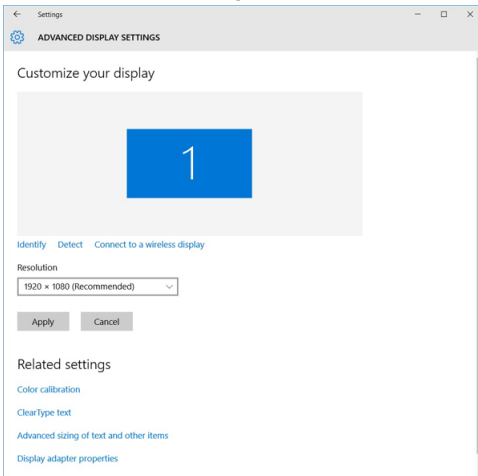 Settings
ADVANCED DISPLAY SETTINGS
Customize your display
1
Identify Detect Connect to a wireless display
Resolution
1920 × 1080 (Recommended)
Apply Cancel
Related settings
Color calibration
ClearType text
Advanced sizing of text and other items
Display adapter properties